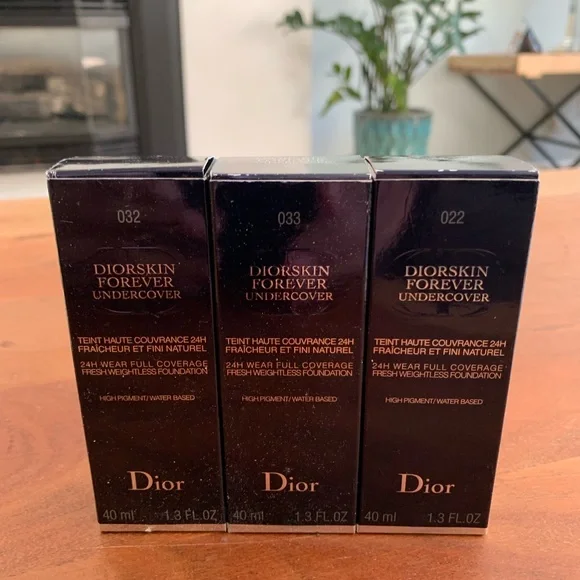 032
DIORSKIN
FOREVER
UNDERCOVER
TEINT HAUTE COUVRANCE 24H
FRAÎCHEUR ET FINI NATUREL
24H WEAR FULL COVERAGE
FRESH WEIGHTLESS FOUNDATION
HIGH PIGMENT/WATER BASED
Dior
40 ml 1.3 FL.OZ
033
DIORSKIN
FOREVER
UNDERCOVER
TEINT HAUTE COUVRANCE 24H
FRAÎCHEUR ET FINI NATUREL
24H WEAR FULL COVERAGE
FRESH WEIGHTLESS FOUNDATION
HIGH PIGMENT/WATER BASED
Dior
40 ml 1.3 FL.OZ
022
DIORSKIN
FOREVER
UNDERCOVER
TEINT HAUTE COUVRANCE 24H
FRAÎCHEUR ET FINI NATUREL
24H WEAR FULL COVERAGE
FRESH WEIGHTLESS FOUNDATION
HIGH PIGMENT/WATER BASED
Dior
40 ml 1.3 FL.OZ